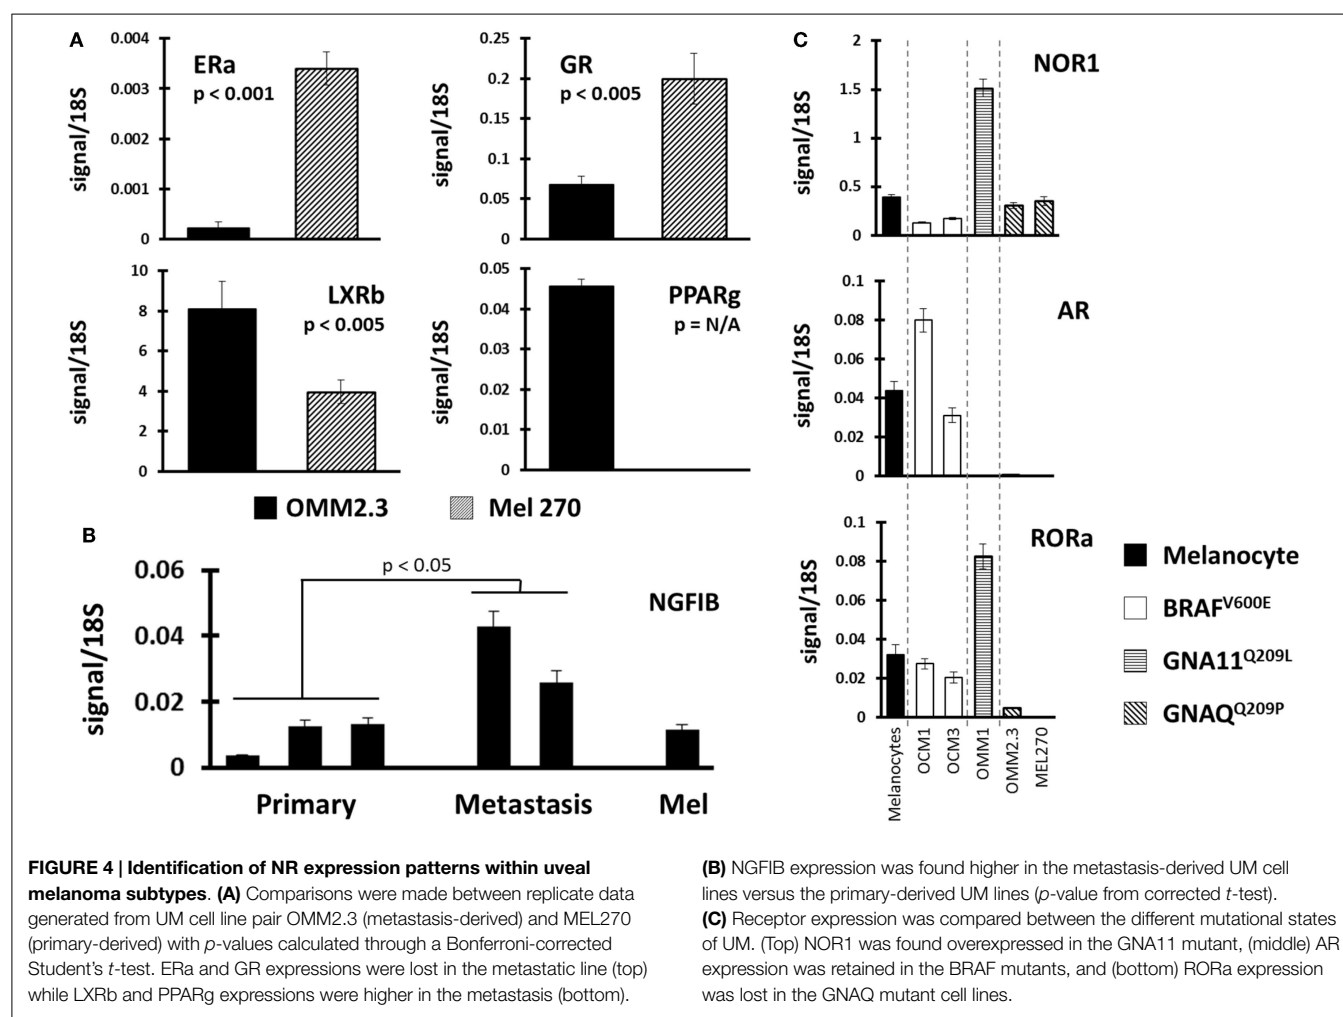 A
ERa
p < 0.001
signal/18S
0.004
0.003
0.002
0.001
0
GR
p < 0.005
signal/18S
0.25
0.2
0.15
0.1
0.05
0
LXRb
p < 0.005
signal/18S
10
8
6
4
2
0
PPARg
p = N/A
signal/18S
0.05
0.04
0.03
0.02
0.01
0
OMM2.3
Mel 270
B
p < 0.05
NGFIB
signal/18S
0.06
0.04
0.02
0
Primary
Metastasis
Mel
C
NOR1
signal/18S
2
1.5
1
0.5
0
AR
signal/18S
0.1
0.08
0.06
0.04
0.02
0
RORa
signal/18S
0.1
0.08
0.06
0.04
0.02
0
Melanocytes
OCM1
OCM3
OMM1
OMM2.3
MEL270
Melanocyte
BRAFV600E
GNA11Q209L
GNAQQ209P
FIGURE 4 | Identification of NR expression patterns within uveal
melanoma subtypes. (A) Comparisons were made between replicate data
generated from UM cell line pair OMM2.3 (metastasis-derived) and MEL270
(primary-derived) with p-values calculated through a Bonferroni-corrected
Student's t-test. ERa and GR expressions were lost in the metastatic line (top)
while LXRb and PPARg expressions were higher in the metastasis (bottom).
(B) NGFIB expression was found higher in the metastasis-derived UM cell
lines versus the primary-derived UM lines (p-value from corrected t-test).
(C) Receptor expression was compared between the different mutational states
of UM. (Top) NOR1 was found overexpressed in the GNA11 mutant, (middle) AR
expression was retained in the BRAF mutants, and (bottom) RORa expression
was lost in the GNAQ mutant cell lines.